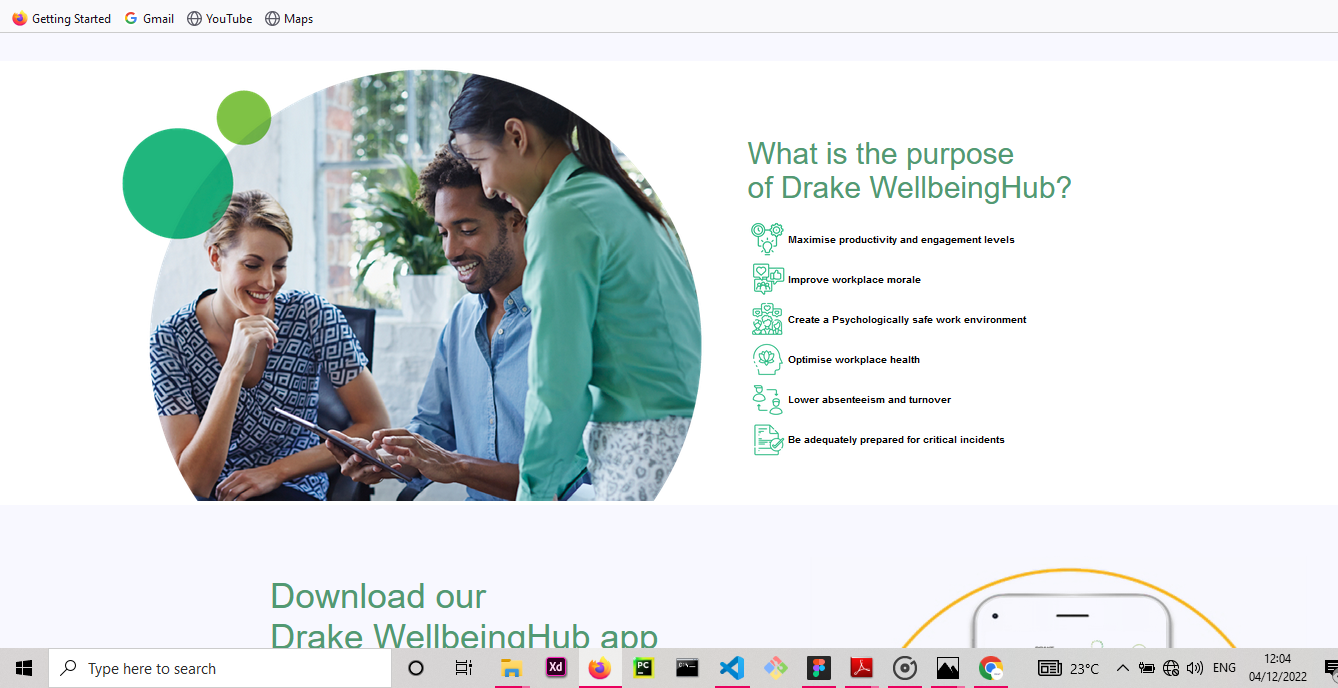 Getting Started
Gmail
YouTube
Maps
What is the purpose
of Drake WellbeingHub?
Maximise productivity and engagement levels
Improve workplace morale
Create a Psychologically safe work environment
Optimise workplace health
Lower absenteeism and turnover
Be adequately prepared for critical incidents
Download our
Drake WellbeingHub app
Type here to search
Xd
PC
23°C
ENG
12:04
04/12/2022